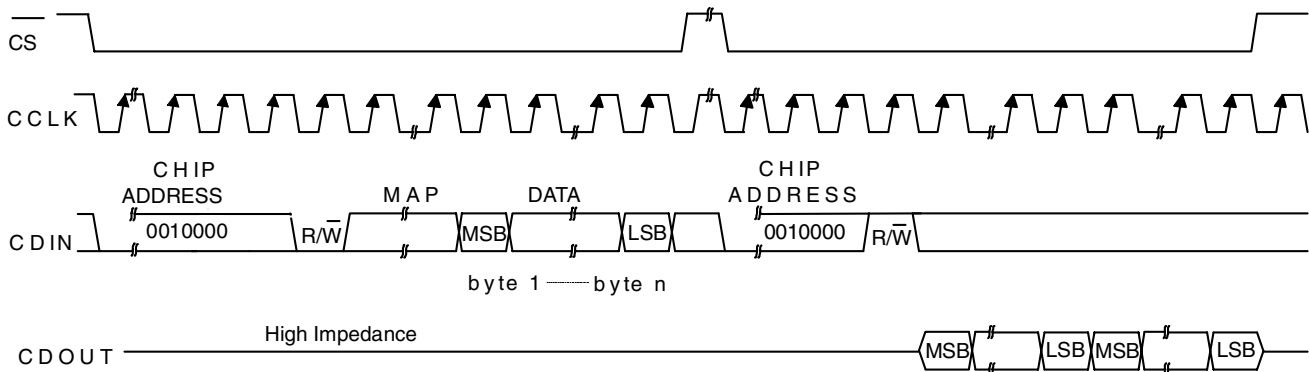 CS
CCLK
CHIP
ADDRESS
MAP
DATA
CHIP
ADDRESS
CDIN
0010000
R/W
MSB
LSB
0010000
R/W
byte 1
byte n
High Impedance
CDOUT
MSB
LSB
MSB
LSB